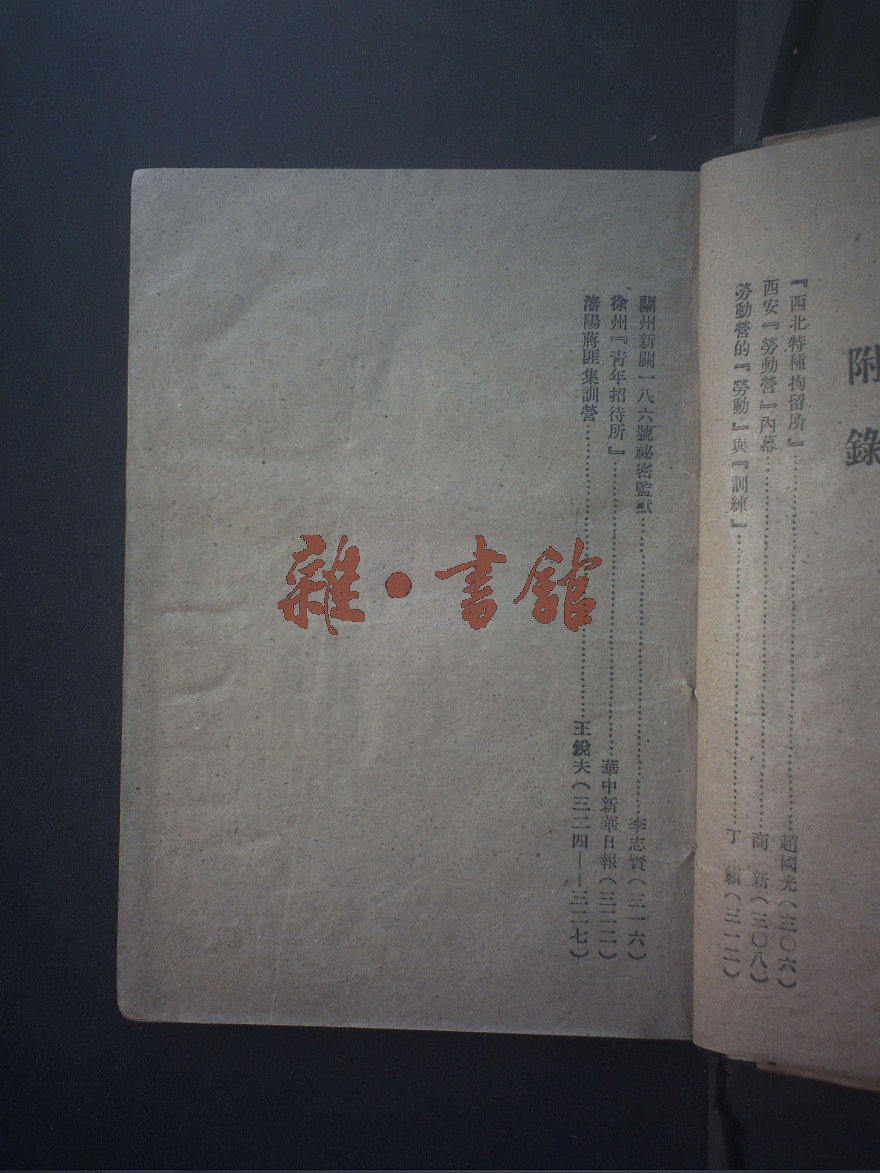 附錄
『西北特種拘留所』……趙國光（三〇六）
西安『勞動營』內幕……商 新（三〇八）
勞動營的『勞動』與『訓練』……丁 纇（三一二）
蘭州新關一八六號祕密監獄……李志賢（三一六）
徐州『青年招待所』……華中新華日報（三二二）
瀋陽蔣匪集訓營……王銳夫（三二四——三二七）
雜·書館